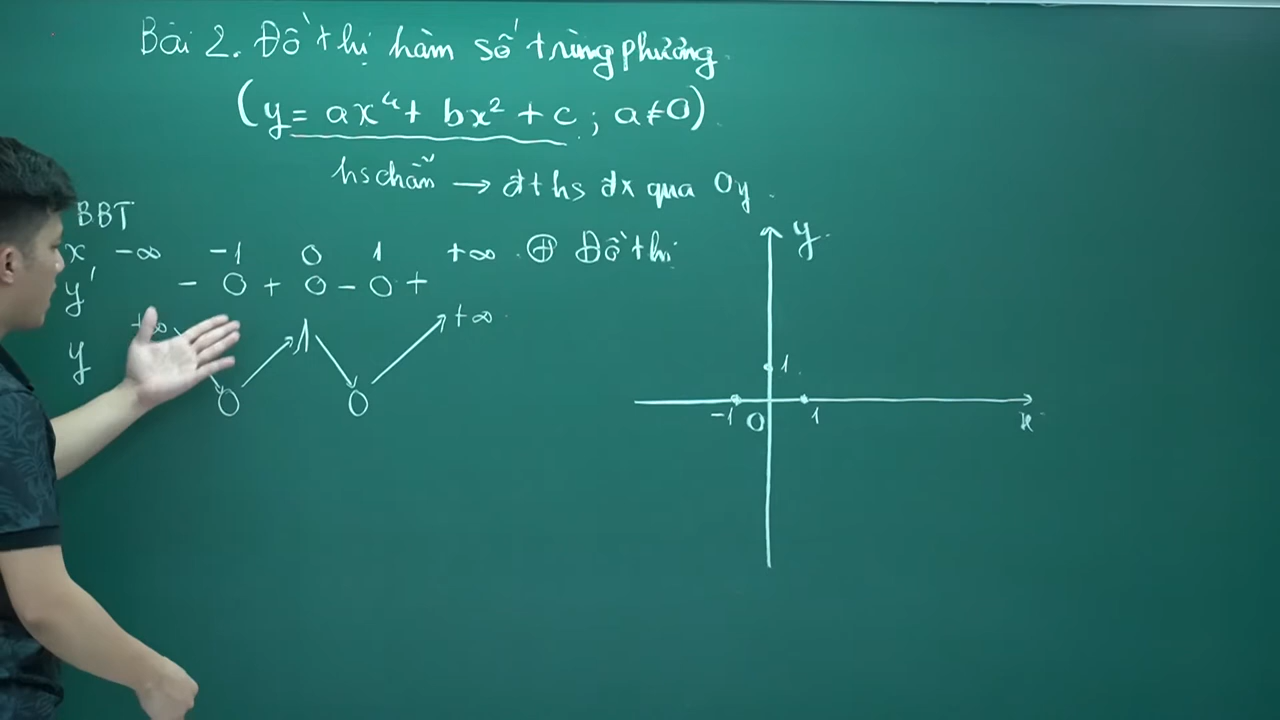 Bài 2. Đồ thị hàm số trùng phương.
(y = ax⁴ + bx² + c ; a ≠ 0)
hs chẵn → đths đx qua Oy.
BBT
x -∞ -1 0 1 +∞
⊕ Đồ thị
y' - 0 + 0 - 0 +
y +∞ 0 1 0 +∞
y
1
-1 O 1 x